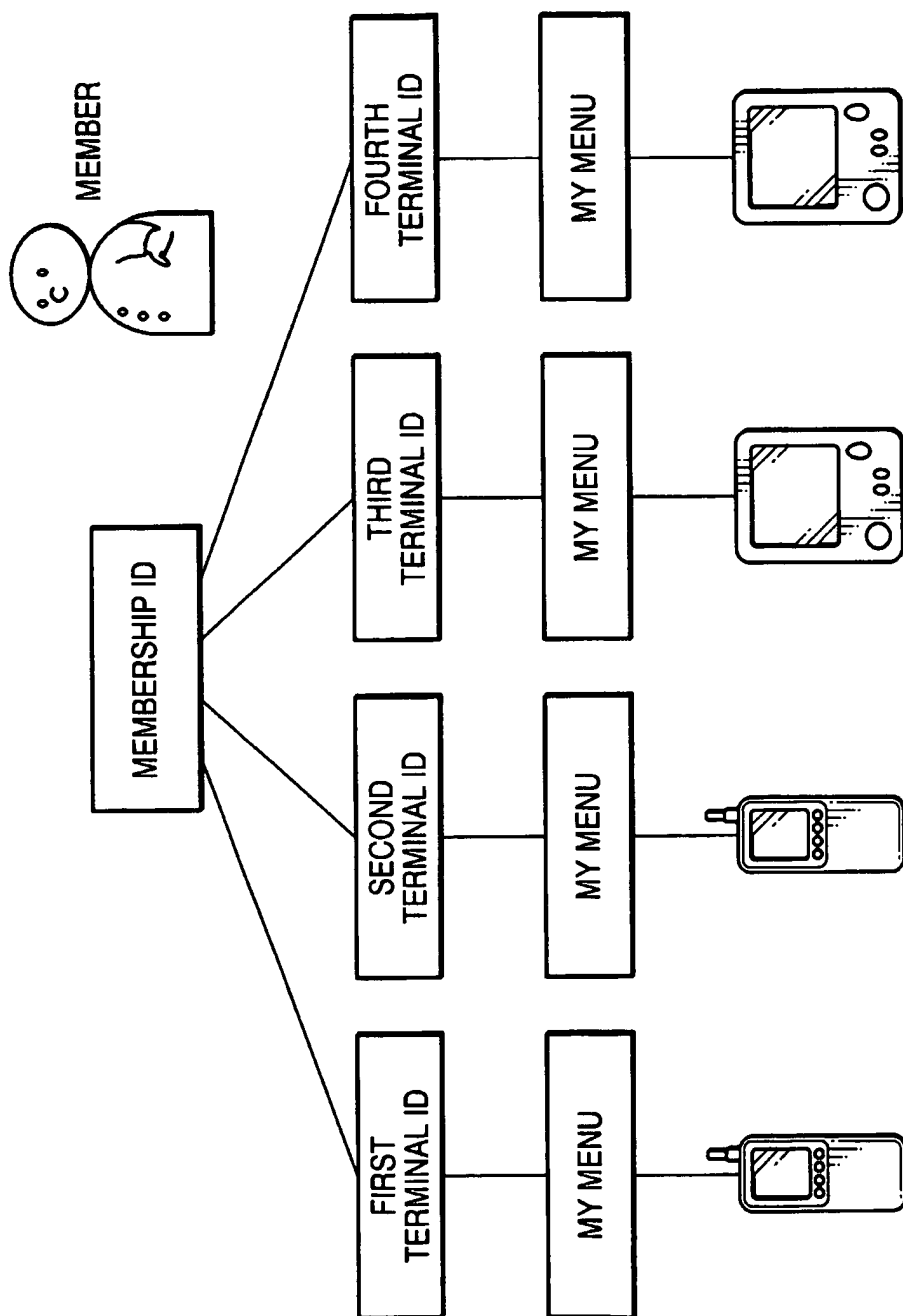 MEMBER
MEMBERSHIP ID
FIRST
TERMINAL ID
SECOND
TERMINAL ID
THIRD
TERMINAL ID
FOURTH
TERMINAL ID
MY MENU
MY MENU
MY MENU
MY MENU